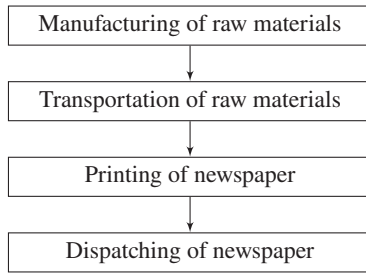 Manufacturing of raw materials
Transportation of raw materials
Printing of newspaper
Dispatching of newspaper